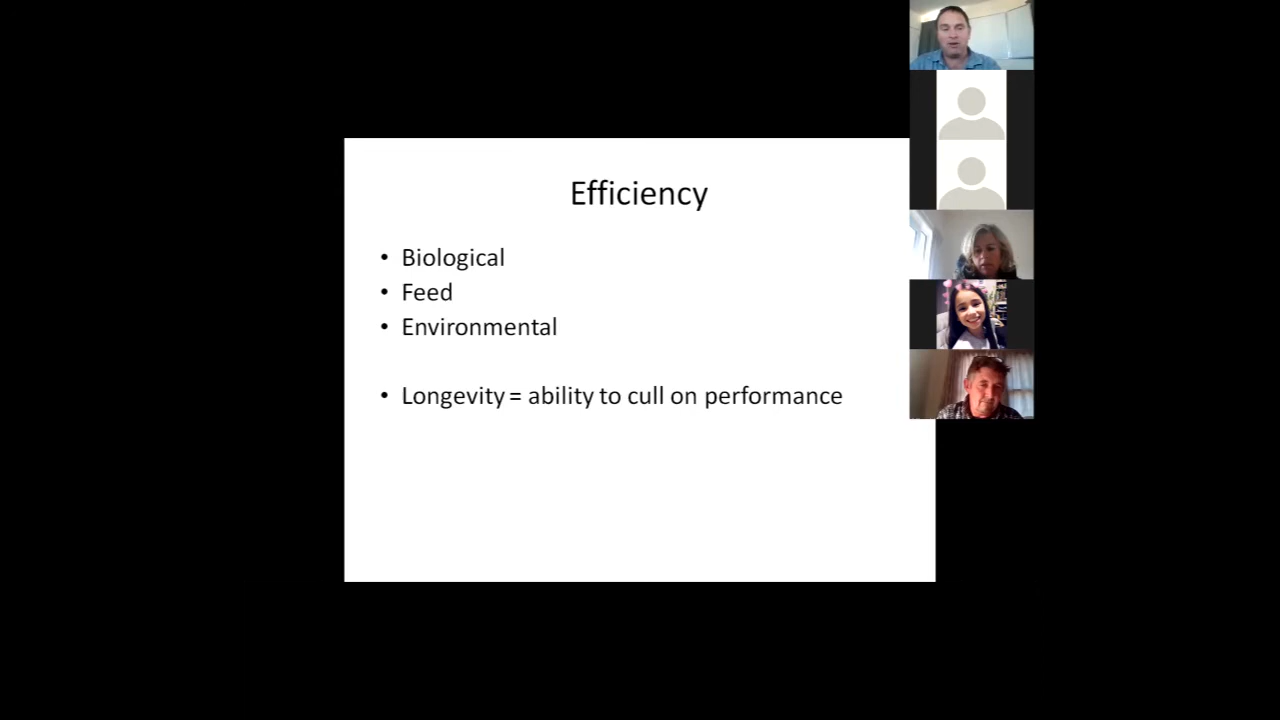 Efficiency
• Biological
• Feed
• Environmental
• Longevity = ability to cull on performance